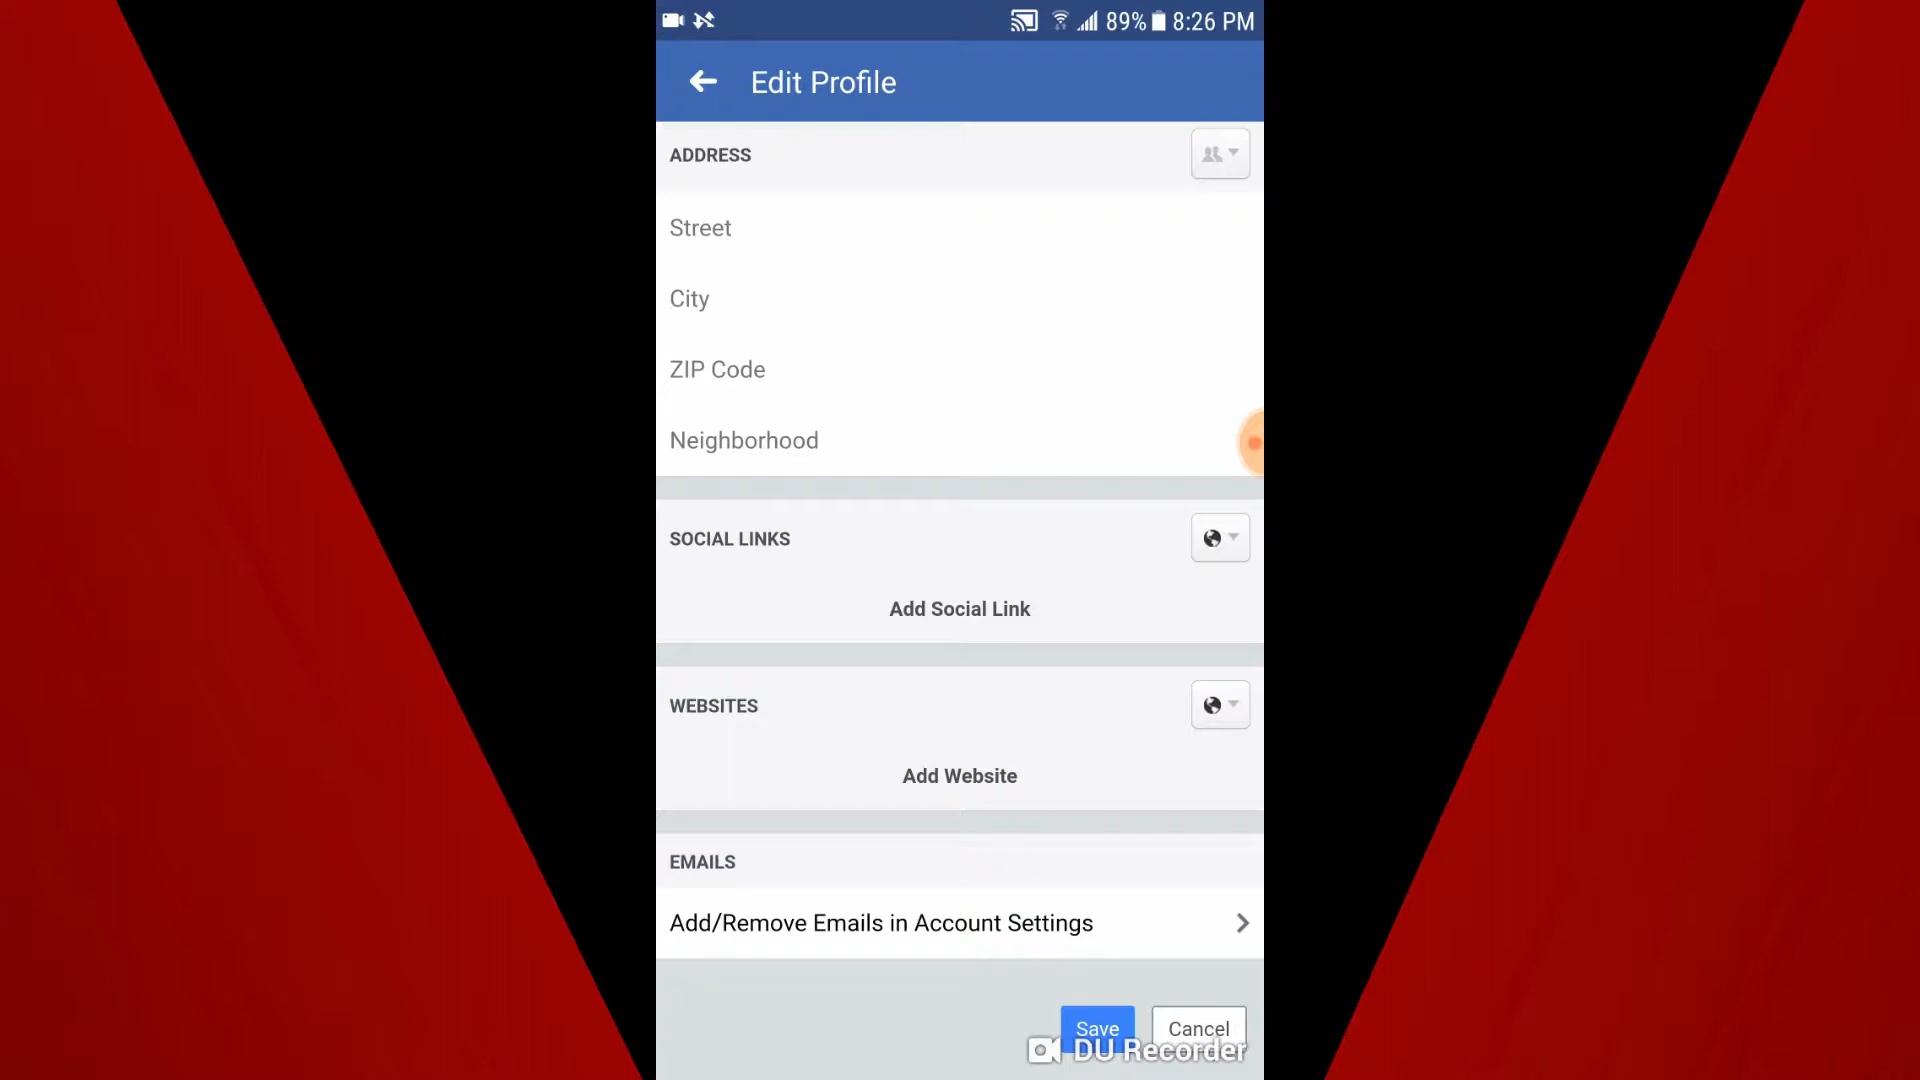 89% 8:26 PM
Edit Profile
ADDRESS
Street
City
ZIP Code
Neighborhood
SOCIAL LINKS
Add Social Link
WEBSITES
Add Website
EMAILS
Add/Remove Emails in Account Settings
Save Cancel
DU Recorder